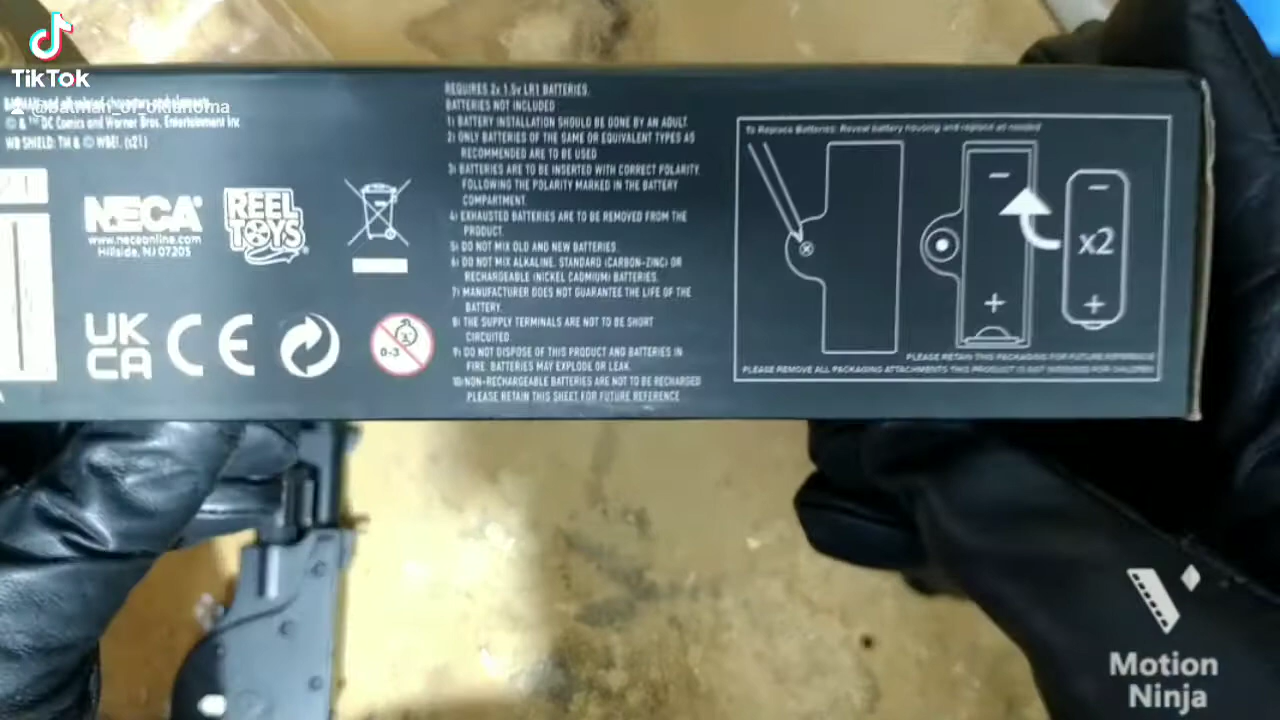 TikTok
@batman_of_oklahoma
BATMAN and all related characters and elements
© & ™ DC Comics and Warner Bros. Entertainment Inc
WB SHIELD: TM & © WBEI. (s21)
NECA
www.necaonline.com
Hillside, NJ 07205
REEL
TOYS
UK
CA
CE
0-3
REQUIRES 2x 1.5v LR1 BATTERIES.
BATTERIES NOT INCLUDED
1) BATTERY INSTALLATION SHOULD BE DONE BY AN ADULT.
2) ONLY BATTERIES OF THE SAME OR EQUIVALENT TYPES AS
RECOMMENDED ARE TO BE USED
3) BATTERIES ARE TO BE INSERTED WITH CORRECT POLARITY.
FOLLOWING THE POLARITY MARKED IN THE BATTERY
COMPARTMENT.
4) EXHAUSTED BATTERIES ARE TO BE REMOVED FROM THE
PRODUCT.
5) DO NOT MIX OLD AND NEW BATTERIES.
6) DO NOT MIX ALKALINE, STANDARD (CARBON-ZINC) OR
RECHARGEABLE (NICKEL CADMIUM) BATTERIES.
7) MANUFACTURER DOES NOT GUARANTEE THE LIFE OF THE
BATTERY.
8) THE SUPPLY TERMINALS ARE NOT TO BE SHORT
CIRCUITED
9) DO NOT DISPOSE OF THIS PRODUCT AND BATTERIES IN
FIRE. BATTERIES MAY EXPLODE OR LEAK.
10) NON-RECHARGEABLE BATTERIES ARE NOT TO BE RECHARGED
PLEASE RETAIN THIS SHEET FOR FUTURE REFERENCE
To Replace Batteries: Reveal battery housing and replace as needed
x2
PLEASE RETAIN THIS PACKAGING FOR FUTURE REFERENCE
PLEASE REMOVE ALL PACKAGING ATTACHMENTS THIS PRODUCT IS NOT INTENDED FOR CHILDREN
Motion
Ninja